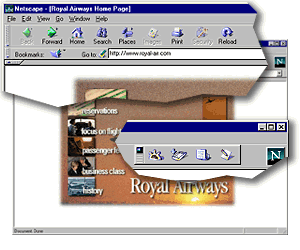 Netscape - [Royal Airways Home Page]
File Edit View Go Window Help
Back Forward Home Search Places Images Print Security Reload
Bookmarks: Go to: http://www.royal-air.com
reservations
focus on flight
passenger
business class
history
Royal Airways
Document: Done